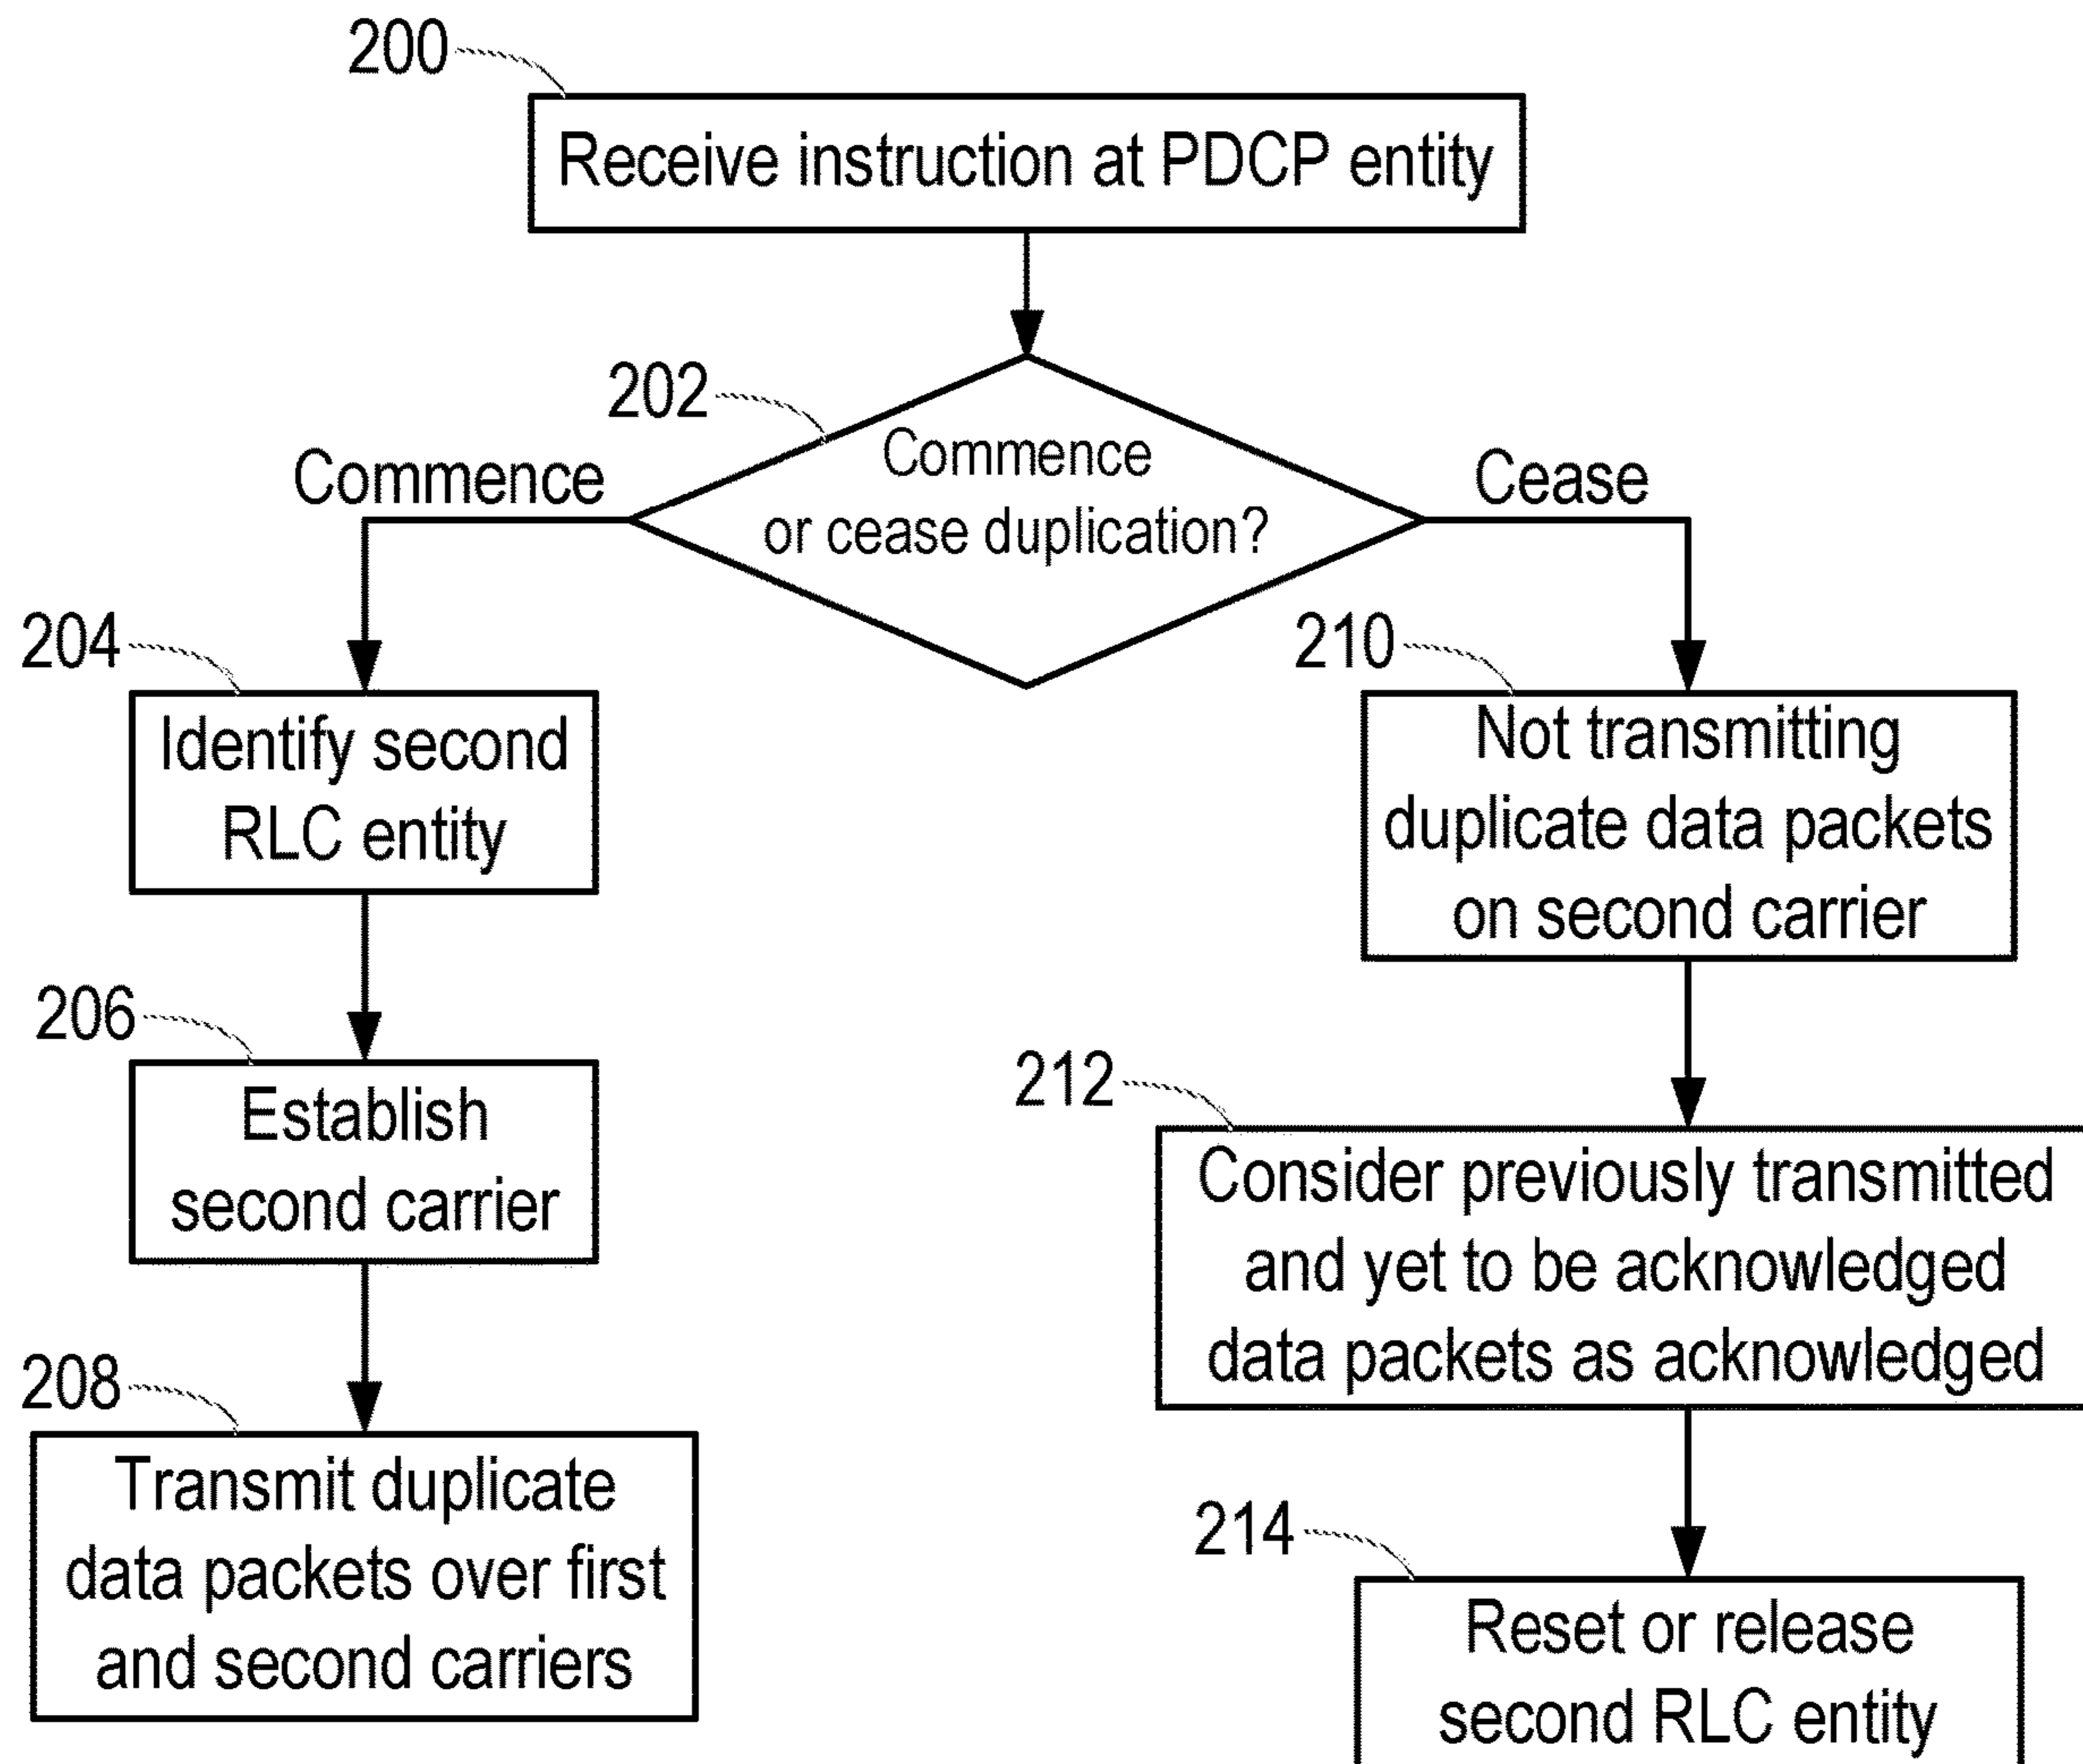 200
Receive instruction at PDCP entity
202
Commence
or cease duplication?
Commence
Cease
204
Identify second
RLC entity
206
Establish
second carrier
208
Transmit duplicate
data packets over first
and second carriers
210
Not transmitting
duplicate data packets
on second carrier
212
Consider previously transmitted
and yet to be acknowledged
data packets as acknowledged
214
Reset or release
second RLC entity